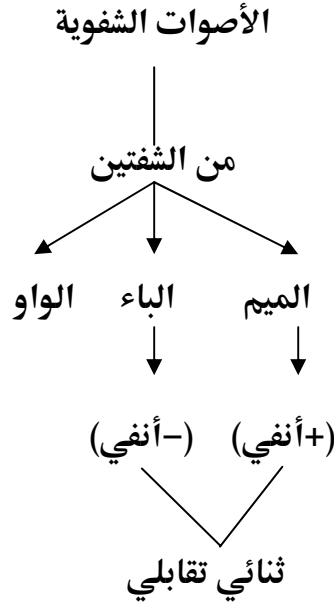 الأصوات الشفوية
من الشفتين
الميم الباء الواو
(+أنفي) (–أنفي)
ثنائي تقابلي